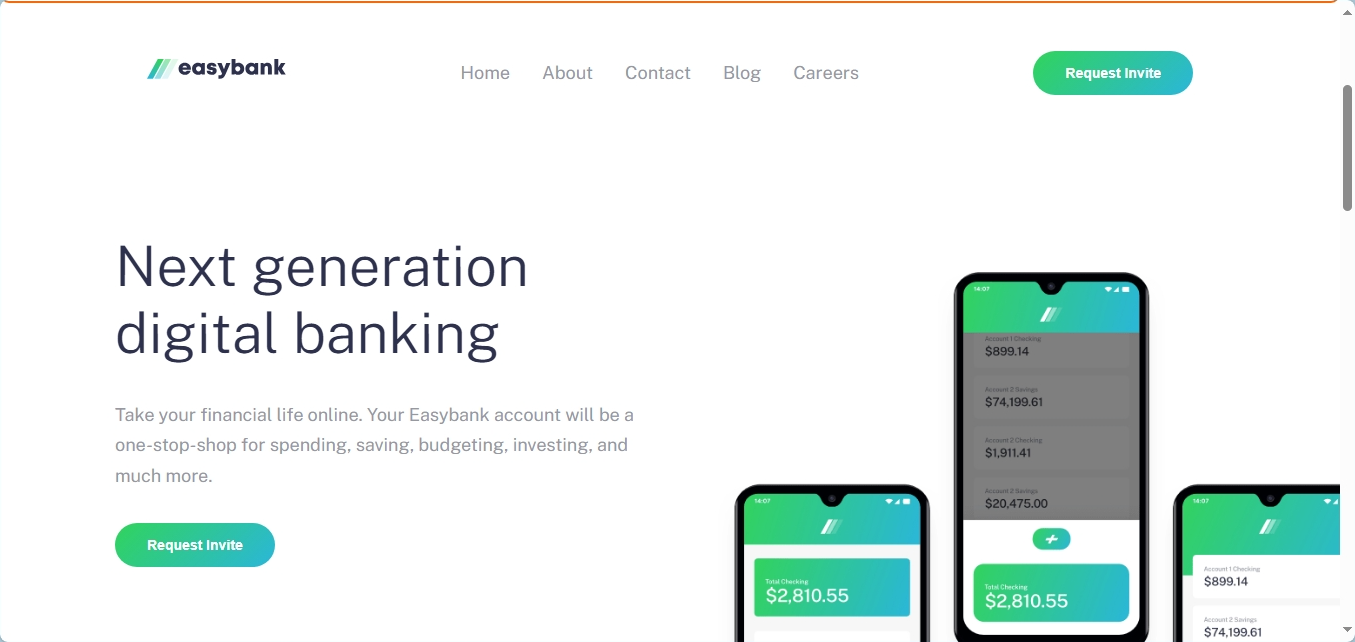 easybank
Home
About
Contact
Blog
Careers
Request Invite
Next generation
digital banking
Take your financial life online. Your Easybank account will be a
one-stop-shop for spending, saving, budgeting, investing, and
much more.
Request Invite
14:07
Account 1 Checking
$899.14
Account 2 Savings
$74,199.61
Account 2 Checking
$1,911.41
Account 2 Savings
$20,475.00
Total Checking
$2,810.55
14:07
Total Checking
$2,810.55
14:07
Account 1 Checking
$899.14
Account 2 Savings
$74,199.61